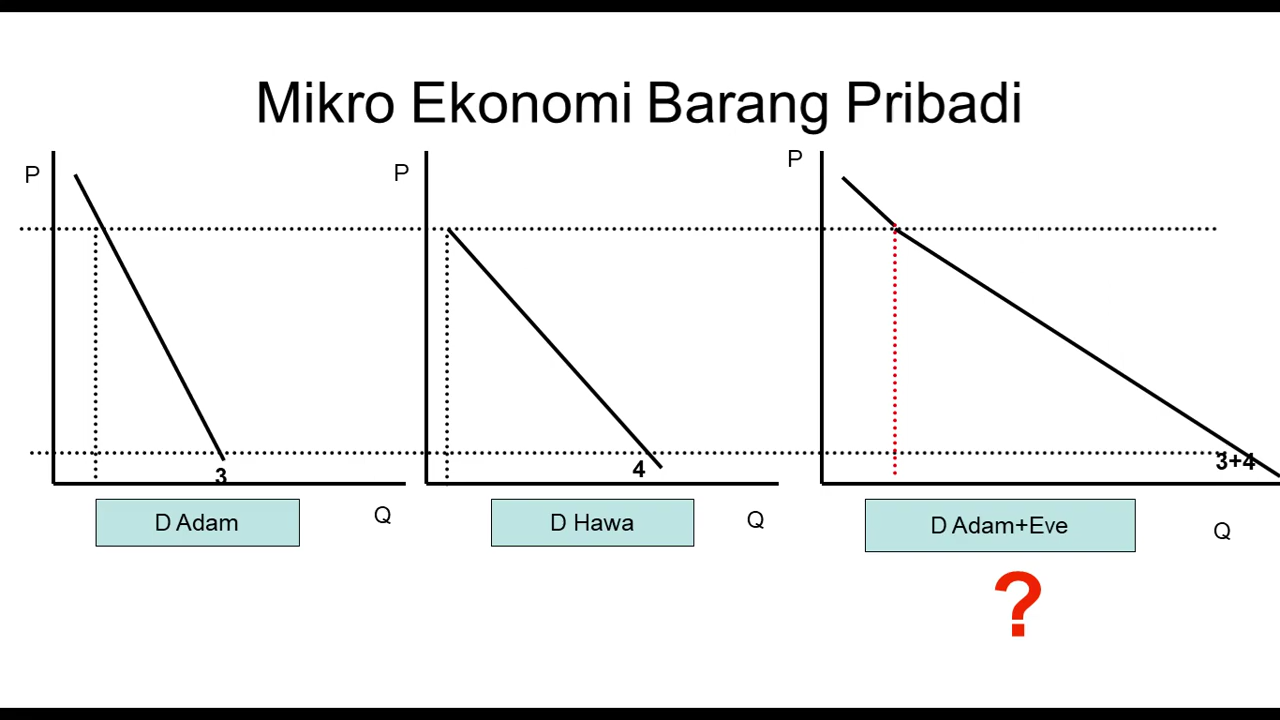 Mikro Ekonomi Barang Pribadi
P
P
P
3
4
3+4
D Adam
Q
D Hawa
Q
D Adam+Eve
Q
?